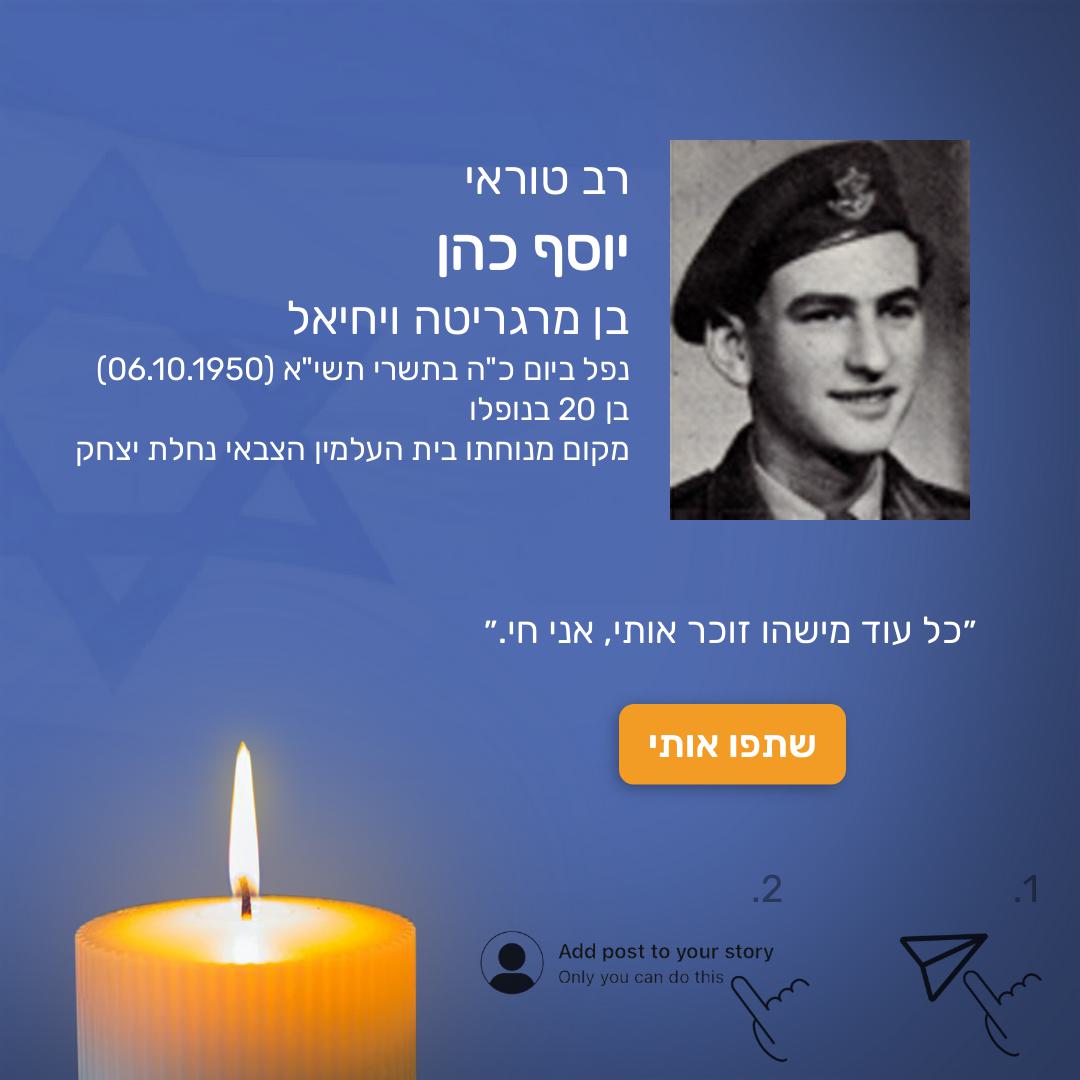 רב טוראי
יוסף כהן
בן מרגריטה ויחיאל
נפל ביום כ"ה בתשרי תשי"א (06.10.1950)
בן 20 בנופלו
מקום מנוחתו בית העלמין הצבאי נחלת יצחק
״כל עוד מישהו זוכר אותי, אני חי.״
שתפו אותי
1.
2.
Add post to your story
Only you can do this